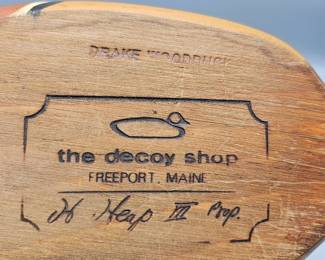 DRAKE WOODDUCK
the decoy shop
FREEPORT, MAINE
Heap III Prop.